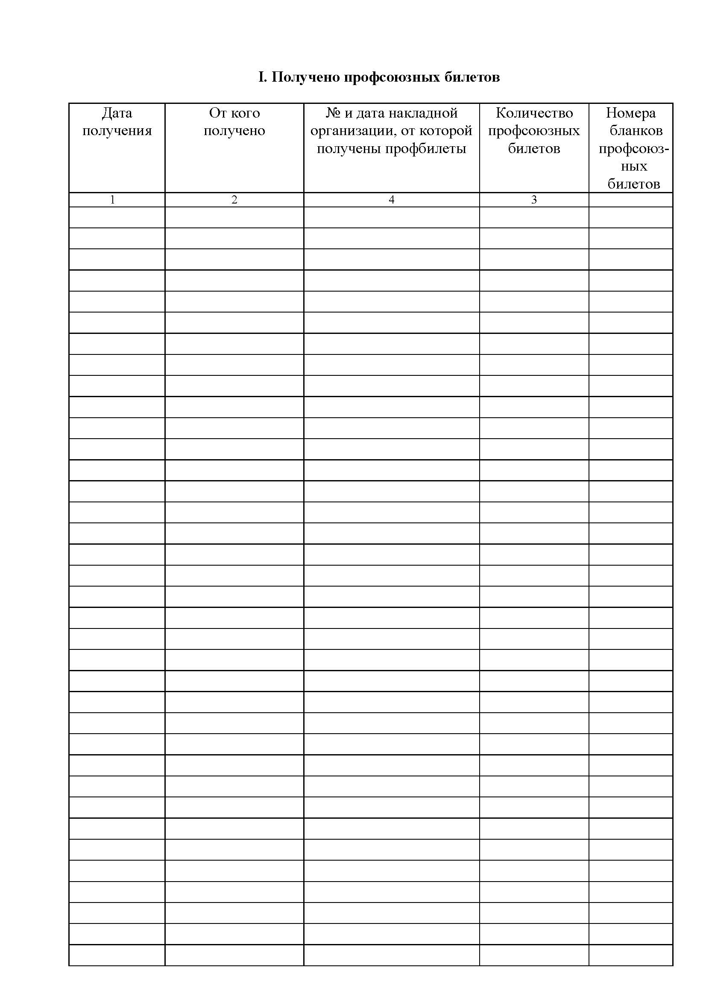 I. Получено профсоюзных билетов
Дата
получения
От кого
получено
№ и дата накладной
организации, от которой
получены профбилеты
Количество
профсоюзных
билетов
Номера
бланков
профсоюз-
ных
билетов
1 2 4 3